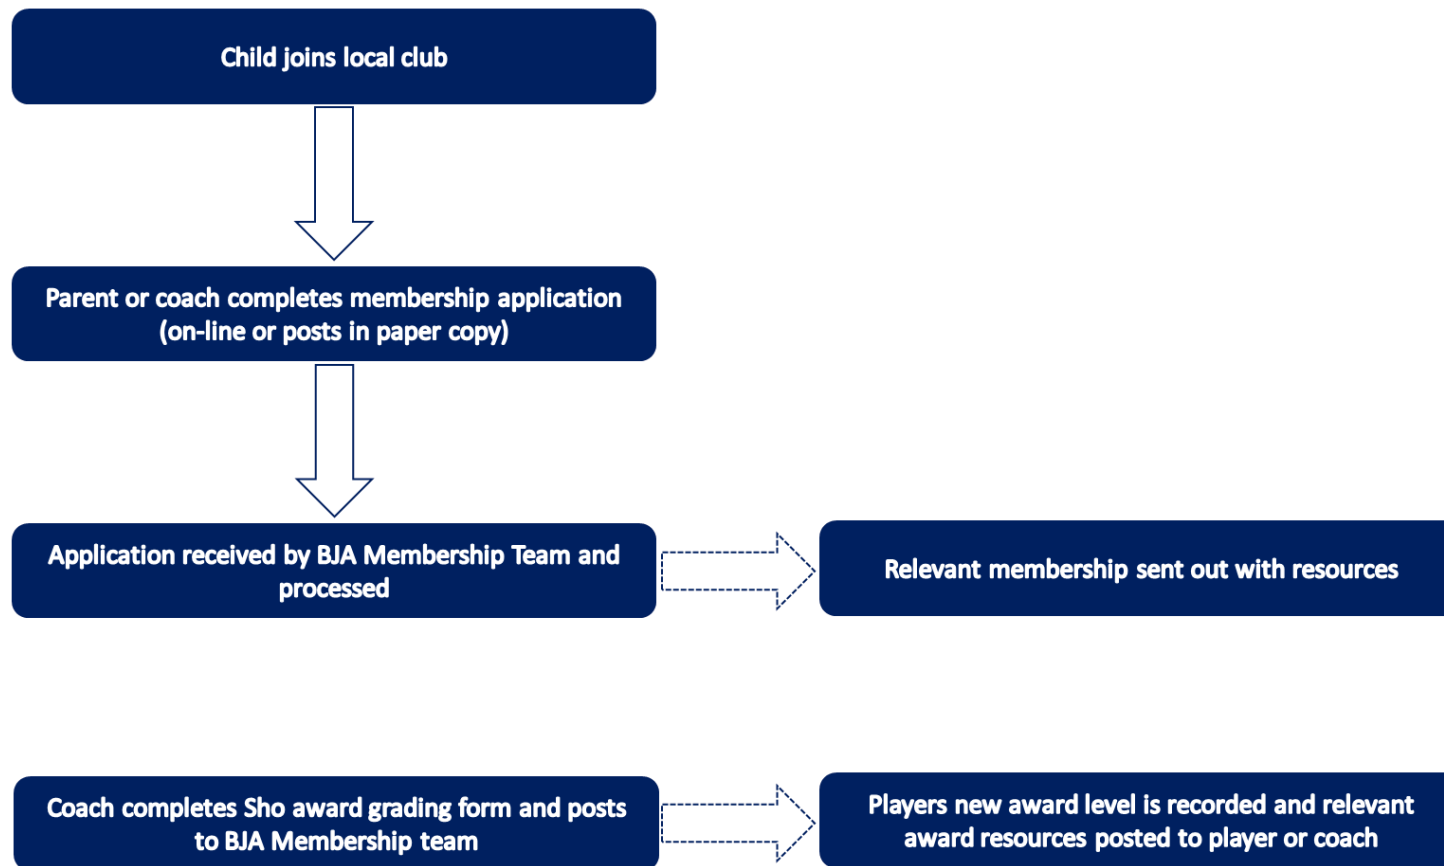 Child joins local club
Parent or coach completes membership application
(on-line or posts in paper copy)
Application received by BJA Membership Team and
processed
Relevant membership sent out with resources
Coach completes Sho award grading form and posts
to BJA Membership team
Players new award level is recorded and relevant
award resources posted to player or coach